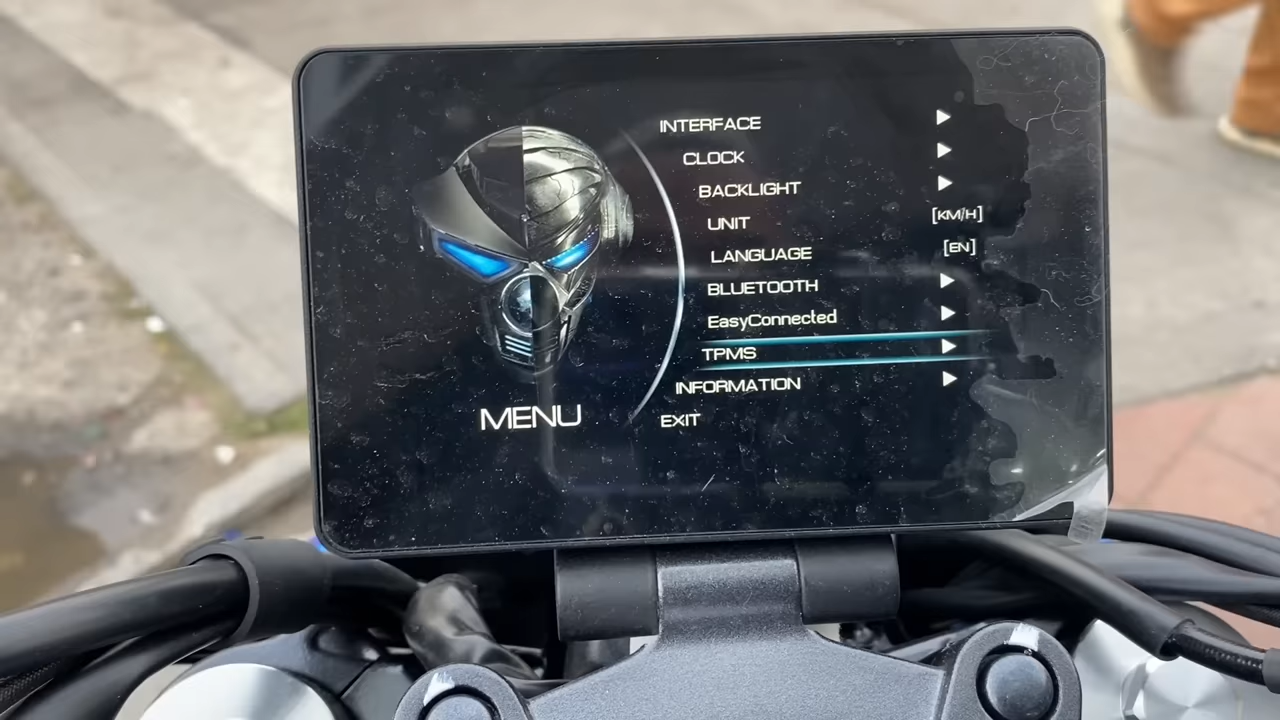 INTERFACE
CLOCK
BACKLIGHT
UNIT [KM/H]
LANGUAGE [EN]
BLUETOOTH
EasyConnected
TPMS
INFORMATION
EXIT
MENU